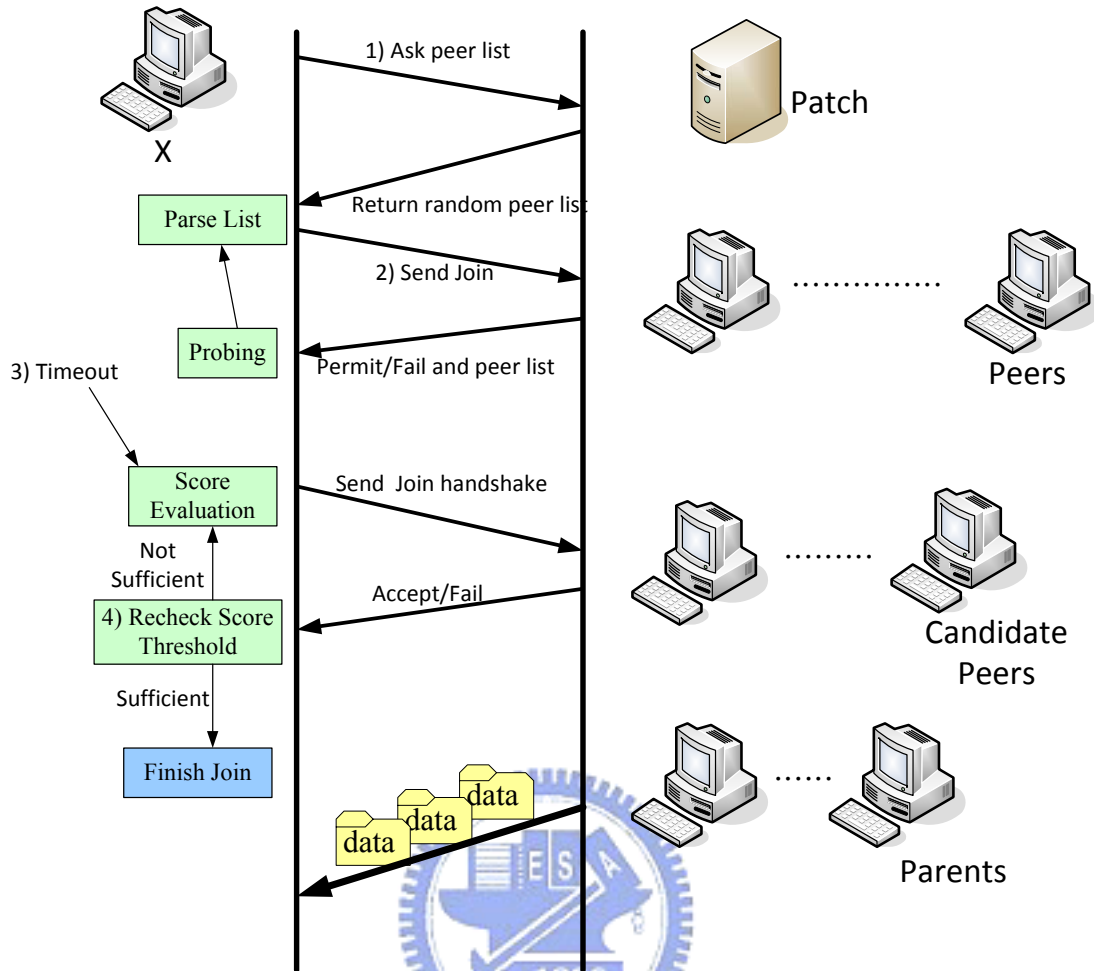 1) Ask peer list
Patch
X
Return random peer list
Parse List
2) Send Join
Probing
Permit/Fail and peer list
Peers
3) Timeout
Score
Evaluation
Send Join handshake
Not
Sufficient
Accept/Fail
4) Recheck Score
Threshold
Candidate
Peers
Sufficient
Finish Join
data
data
data
Parents
E S A